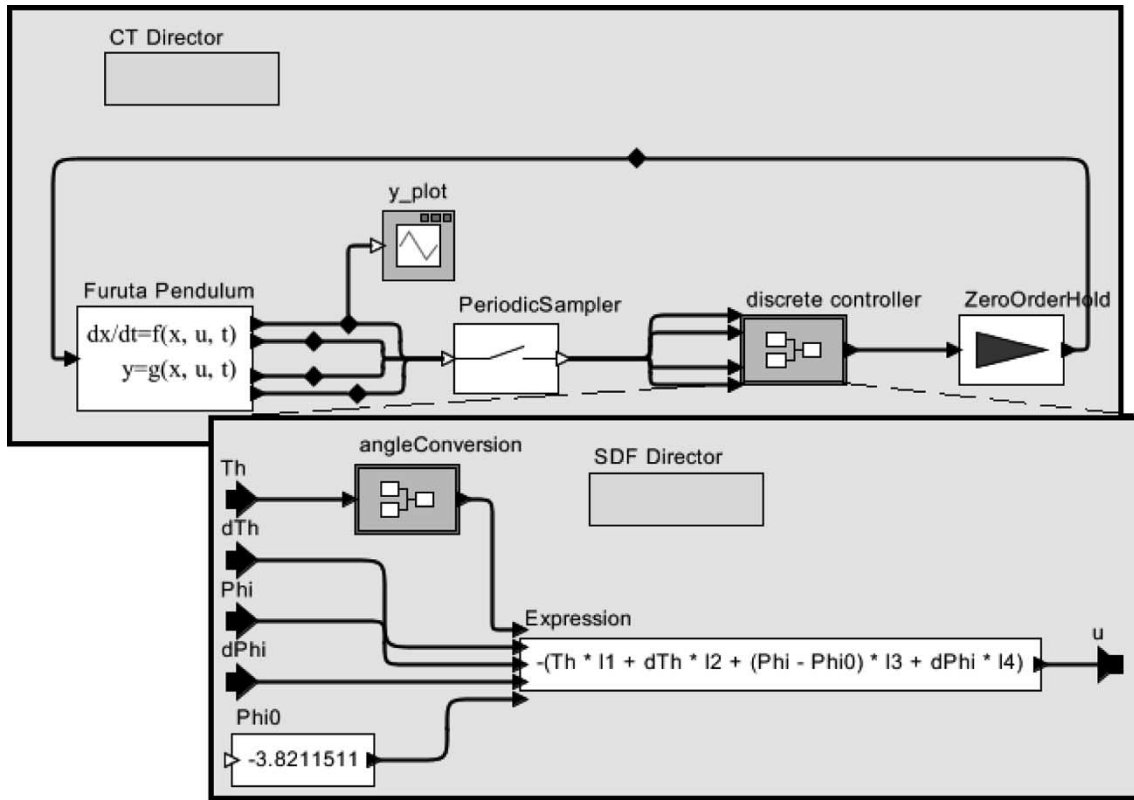 CT Director
y_plot
Furuta Pendulum
dx/dt=f(x, u, t)
y=g(x, u, t)
PeriodicSampler
discrete controller
ZeroOrderHold
angleConversion
SDF Director
Th
dTh
Phi
dPhi
Expression
-(Th * l1 + dTh * l2 + (Phi - Phi0) * l3 + dPhi * l4)
u
Phi0
-3.8211511